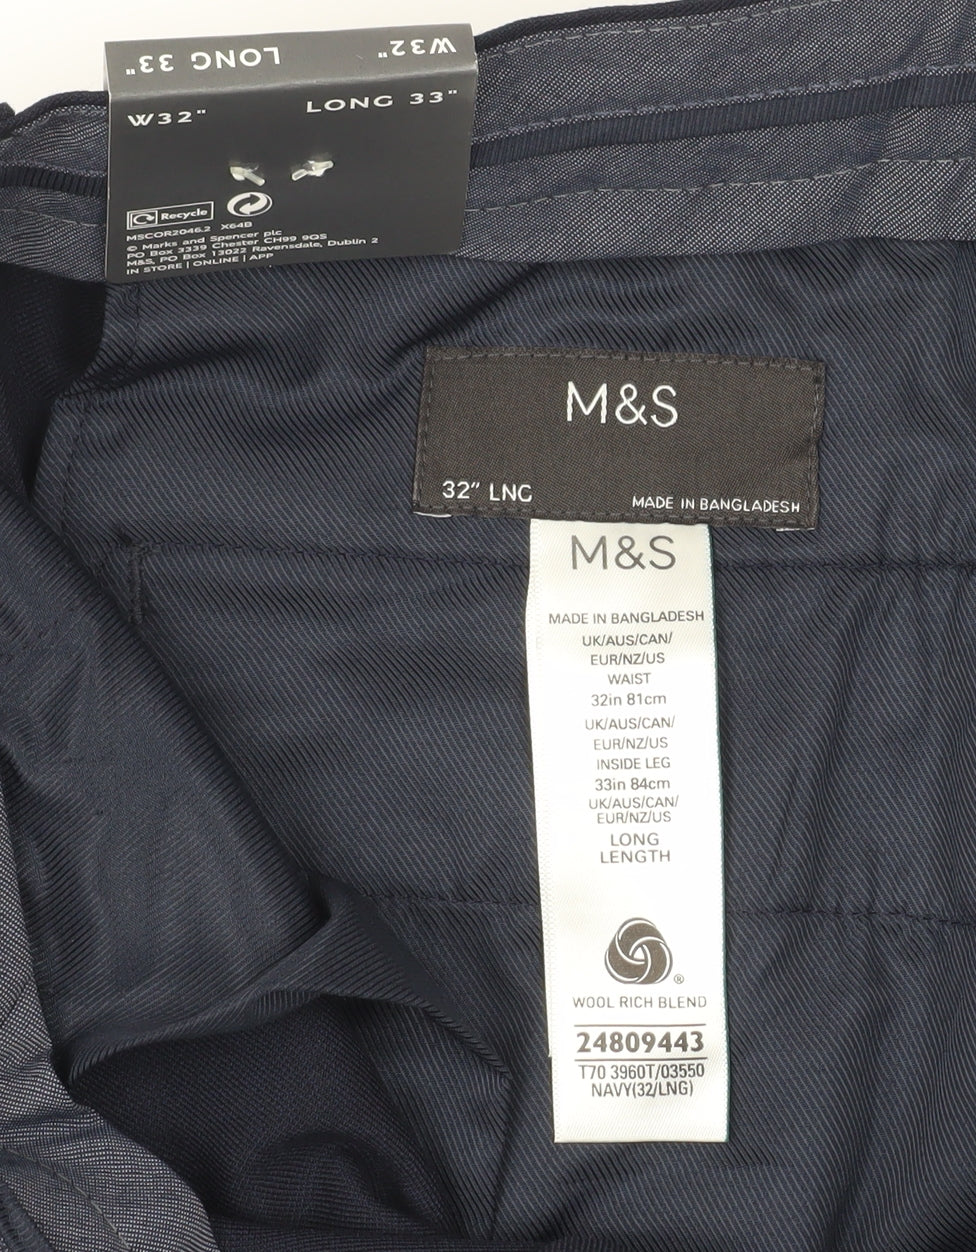 W32" LONG 33"
W32" LONG 33"
Recycle
MSCOR2046.2 X64B
© Marks and Spencer plc
PO Box 3339 Chester CH99 9QS
M&S, PO Box 13022 Ravensdale, Dublin 2
IN STORE | ONLINE | APP
M&S
32" LNG
MADE IN BANGLADESH
M&S
MADE IN BANGLADESH
UK/AUS/CAN/
EUR/NZ/US
WAIST
32in 81cm
UK/AUS/CAN/
EUR/NZ/US
INSIDE LEG
33in 84cm
UK/AUS/CAN/
EUR/NZ/US
LONG
LENGTH
®
WOOL RICH BLEND
24809443
T70 3960T/03550
NAVY(32/LNG)